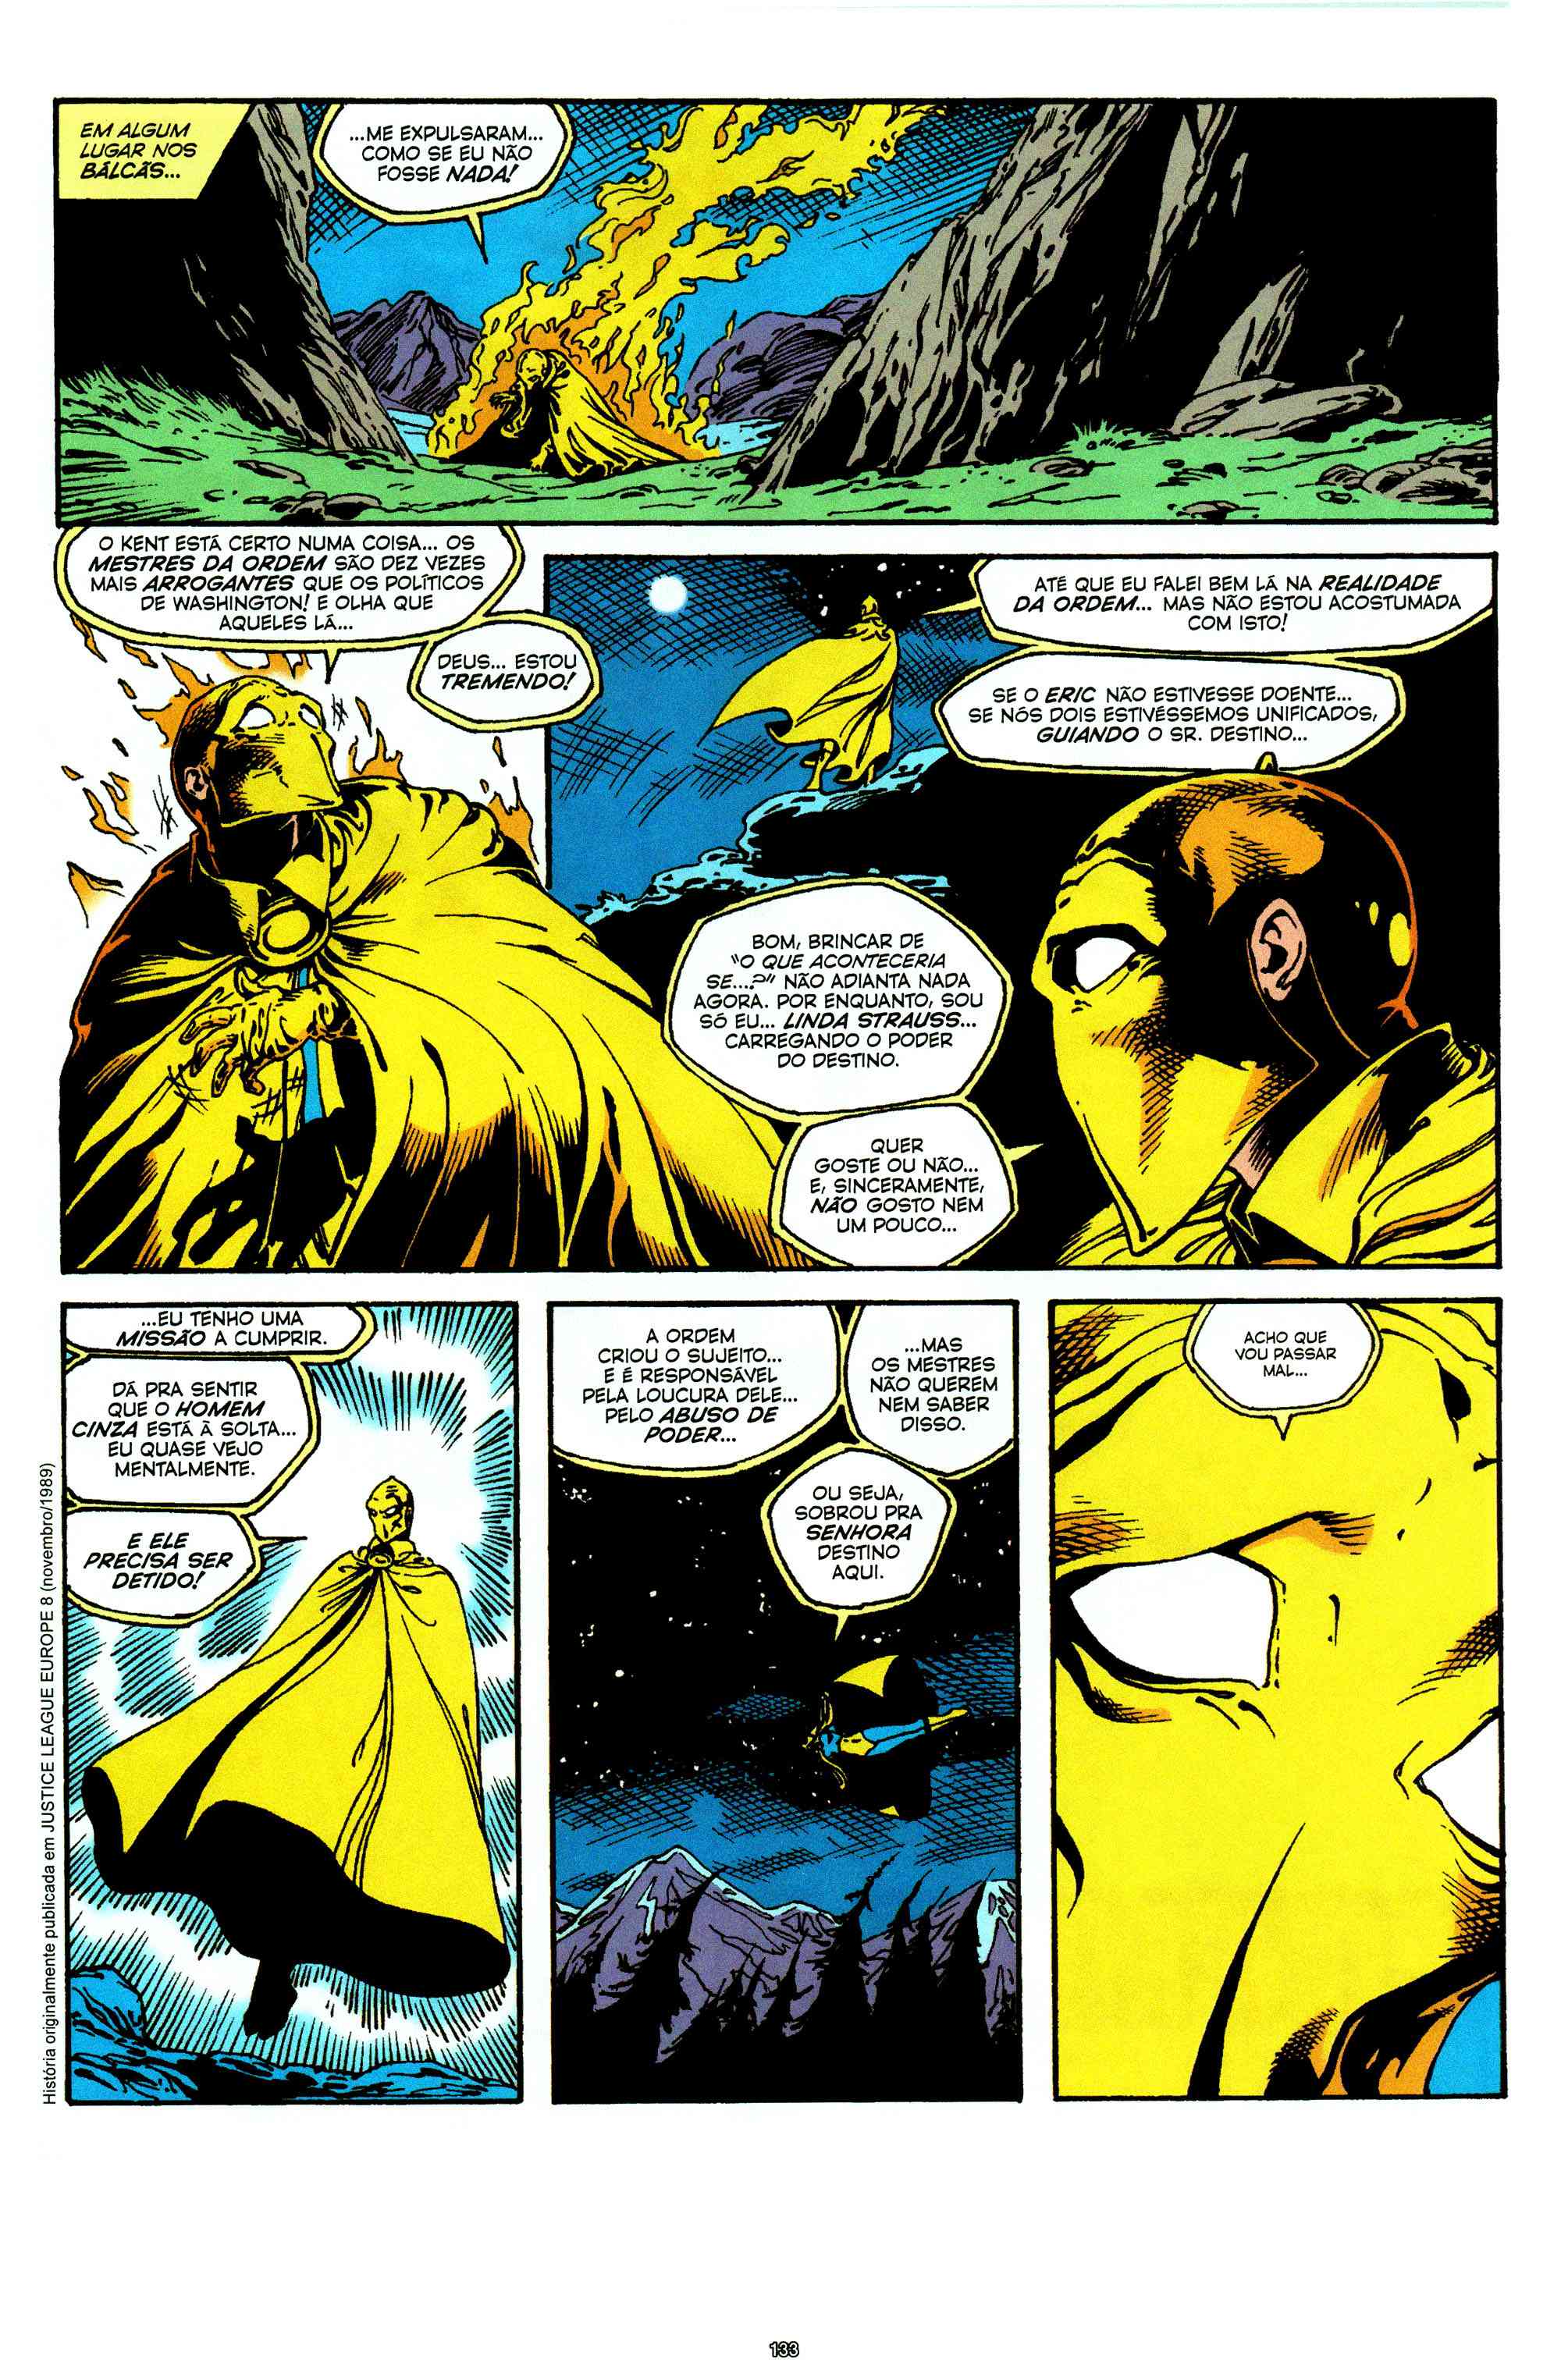 EM ALGUM
LUGAR NOS
BÁLCÃS...
...ME EXPULSARAM...
COMO SE EU NÃO
FOSSE NADA!
O KENT ESTÁ CERTO NUMA COISA... OS
MESTRES DA ORDEM SÃO DEZ VEZES
MAIS ARROGANTES QUE OS POLÍTICOS
DE WASHINGTON! E OLHA QUE
AQUELES LÁ...
DEUS... ESTOU
TREMENDO!
ATÉ QUE EU FALEI BEM LÁ NA REALIDADE
DA ORDEM... MAS NÃO ESTOU ACOSTUMADA
COM ISTO!
SE O ERIC NÃO ESTIVESSE DOENTE...
SE NÓS DOIS ESTIVÉSSEMOS UNIFICADOS,
GUIANDO O SR. DESTINO...
BOM, BRINCAR DE
"O QUE ACONTECERIA
SE...?" NÃO ADIANTA NADA
AGORA. POR ENQUANTO, SOU
SÓ EU... LINDA STRAUSS...
CARREGANDO O PODER
DO DESTINO.
QUER
GOSTE OU NÃO...
E, SINCERAMENTE,
NÃO GOSTO NEM
UM POUCO...
...EU TENHO UMA
MISSÃO A CUMPRIR.
DÁ PRA SENTIR
QUE O HOMEM
CINZA ESTÁ À SOLTA...
EU QUASE VEJO
MENTALMENTE.
E ELE
PRECISA SER
DETIDO!
A ORDEM
CRIOU O SUJEITO...
E É RESPONSÁVEL
PELA LOUCURA DELE...
PELO ABUSO DE
PODER...
...MAS
OS MESTRES
NÃO QUEREM
NEM SABER
DISSO.
OU SEJA,
SOBROU PRA
SENHORA
DESTINO
AQUI.
ACHO QUE
VOU PASSAR
MAL...
História originalmente publicada em JUSTICE LEAGUE EUROPE 8 (novembro/1989)
133